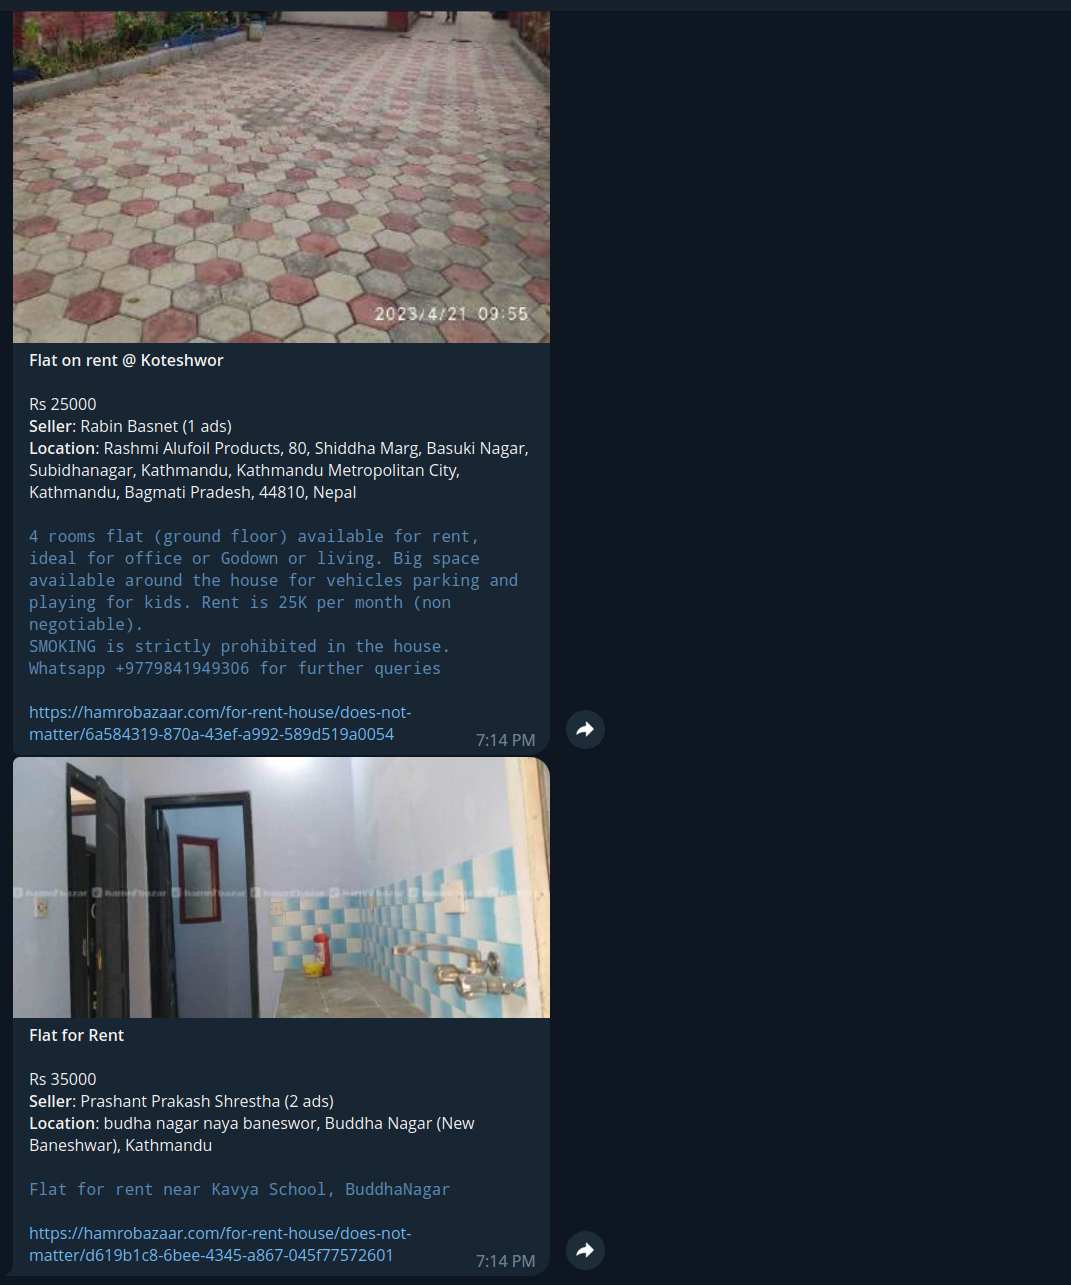 2023/4/21 09:55
Flat on rent @ Koteshwor
Rs 25000
Seller: Rabin Basnet (1 ads)
Location: Rashmi Alufoil Products, 80, Shiddha Marg, Basuki Nagar,
Subidhanagar, Kathmandu, Kathmandu Metropolitan City,
Kathmandu, Bagmati Pradesh, 44810, Nepal
4 rooms flat (ground floor) available for rent,
ideal for office or Godown or living. Big space
available around the house for vehicles parking and
playing for kids. Rent is 25K per month (non
negotiable).
SMOKING is strictly prohibited in the house.
Whatsapp +9779841949306 for further queries
https://hamrobazaar.com/for-rent-house/does-not-
matter/6a584319-870a-43ef-a992-589d519a0054
7:14 PM
Flat for Rent
Rs 35000
Seller: Prashant Prakash Shrestha (2 ads)
Location: budha nagar naya baneswor, Buddha Nagar (New
Baneshwar), Kathmandu
Flat for rent near Kavya School, BuddhaNagar
https://hamrobazaar.com/for-rent-house/does-not-
matter/d619b1c8-6bee-4345-a867-045f77572601
7:14 PM